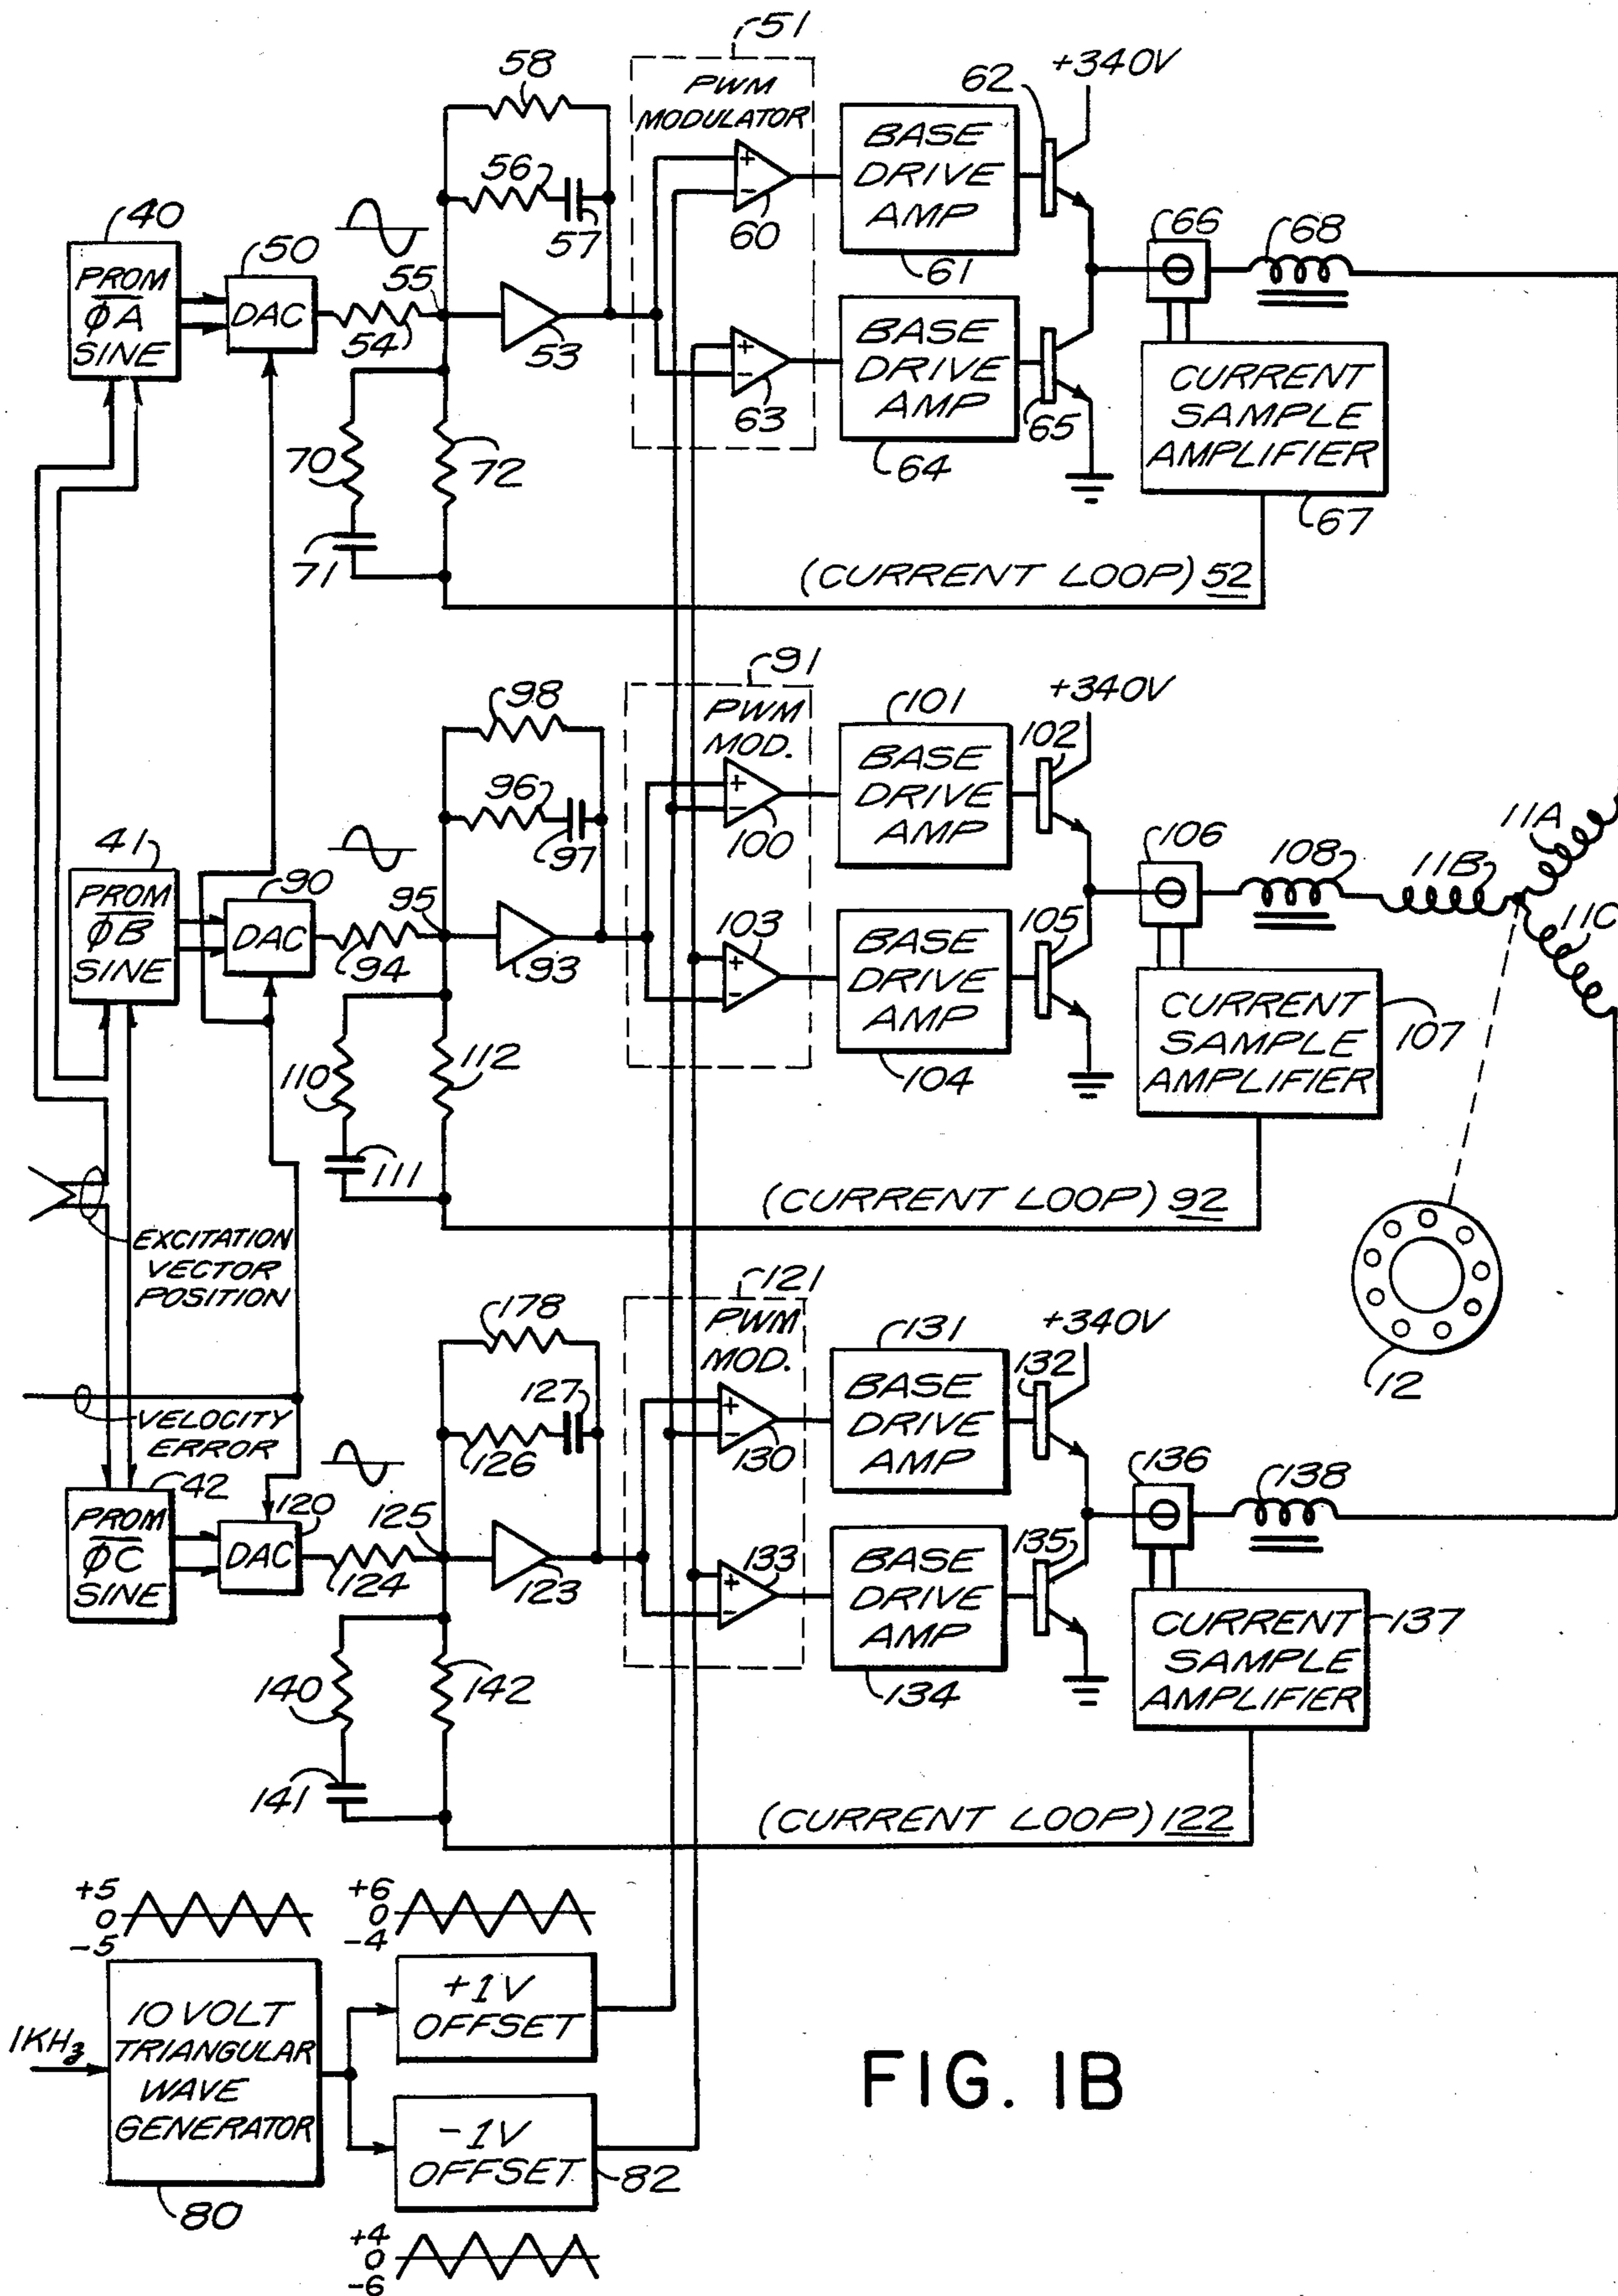 51
58
PWM
MODULATOR
62
+340V
BASE
DRIVE
AMP
56
57
60
61
66
68
40
PROM
φA
SINE
50
DAC
55
54
53
63
BASE
DRIVE
AMP
65
64
CURRENT
SAMPLE
AMPLIFIER
67
70
72
71
(CURRENT LOOP) 52
91
98
PWM
MOD.
101
BASE
DRIVE
AMP
102
+340V
96
97
100
106
108
11B
11A
11C
41
PROM
φB
SINE
90
DAC
95
94
93
103
BASE
DRIVE
AMP
105
104
CURRENT
SAMPLE
AMPLIFIER
107
110
112
111
(CURRENT LOOP) 92
EXCITATION
VECTOR
POSITION
12
121
178
PWM
MOD.
131
BASE
DRIVE
AMP
132
+340V
127
126
130
136
138
VELOCITY
ERROR
42
PROM
φC
SINE
120
DAC
125
124
123
133
BASE
DRIVE
AMP
135
134
CURRENT
SAMPLE
AMPLIFIER
137
140
142
141
(CURRENT LOOP) 122
+5
0
-5
+6
0
-4
1KHz
10 VOLT
TRIANGULAR
WAVE
GENERATOR
80
+1V
OFFSET
-1V
OFFSET
82
+4
0
-6
+
-
+
-
+
-
+
-
+
-
+
-
FIG. 1B